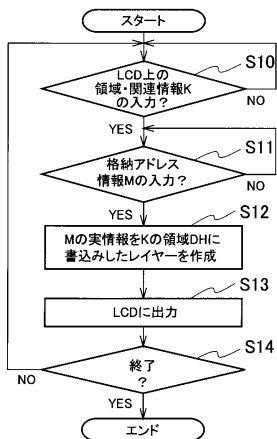 スタート
S10
LCD上の
領域・関連情報K
の入力?
NO
YES
S11
格納アドレス
情報Mの入力?
NO
YES
S12
Mの実情報をKの領域DHに
書込みしたレイヤーを作成
S13
LCDに出力
S14
終了
?
NO
YES
エンド